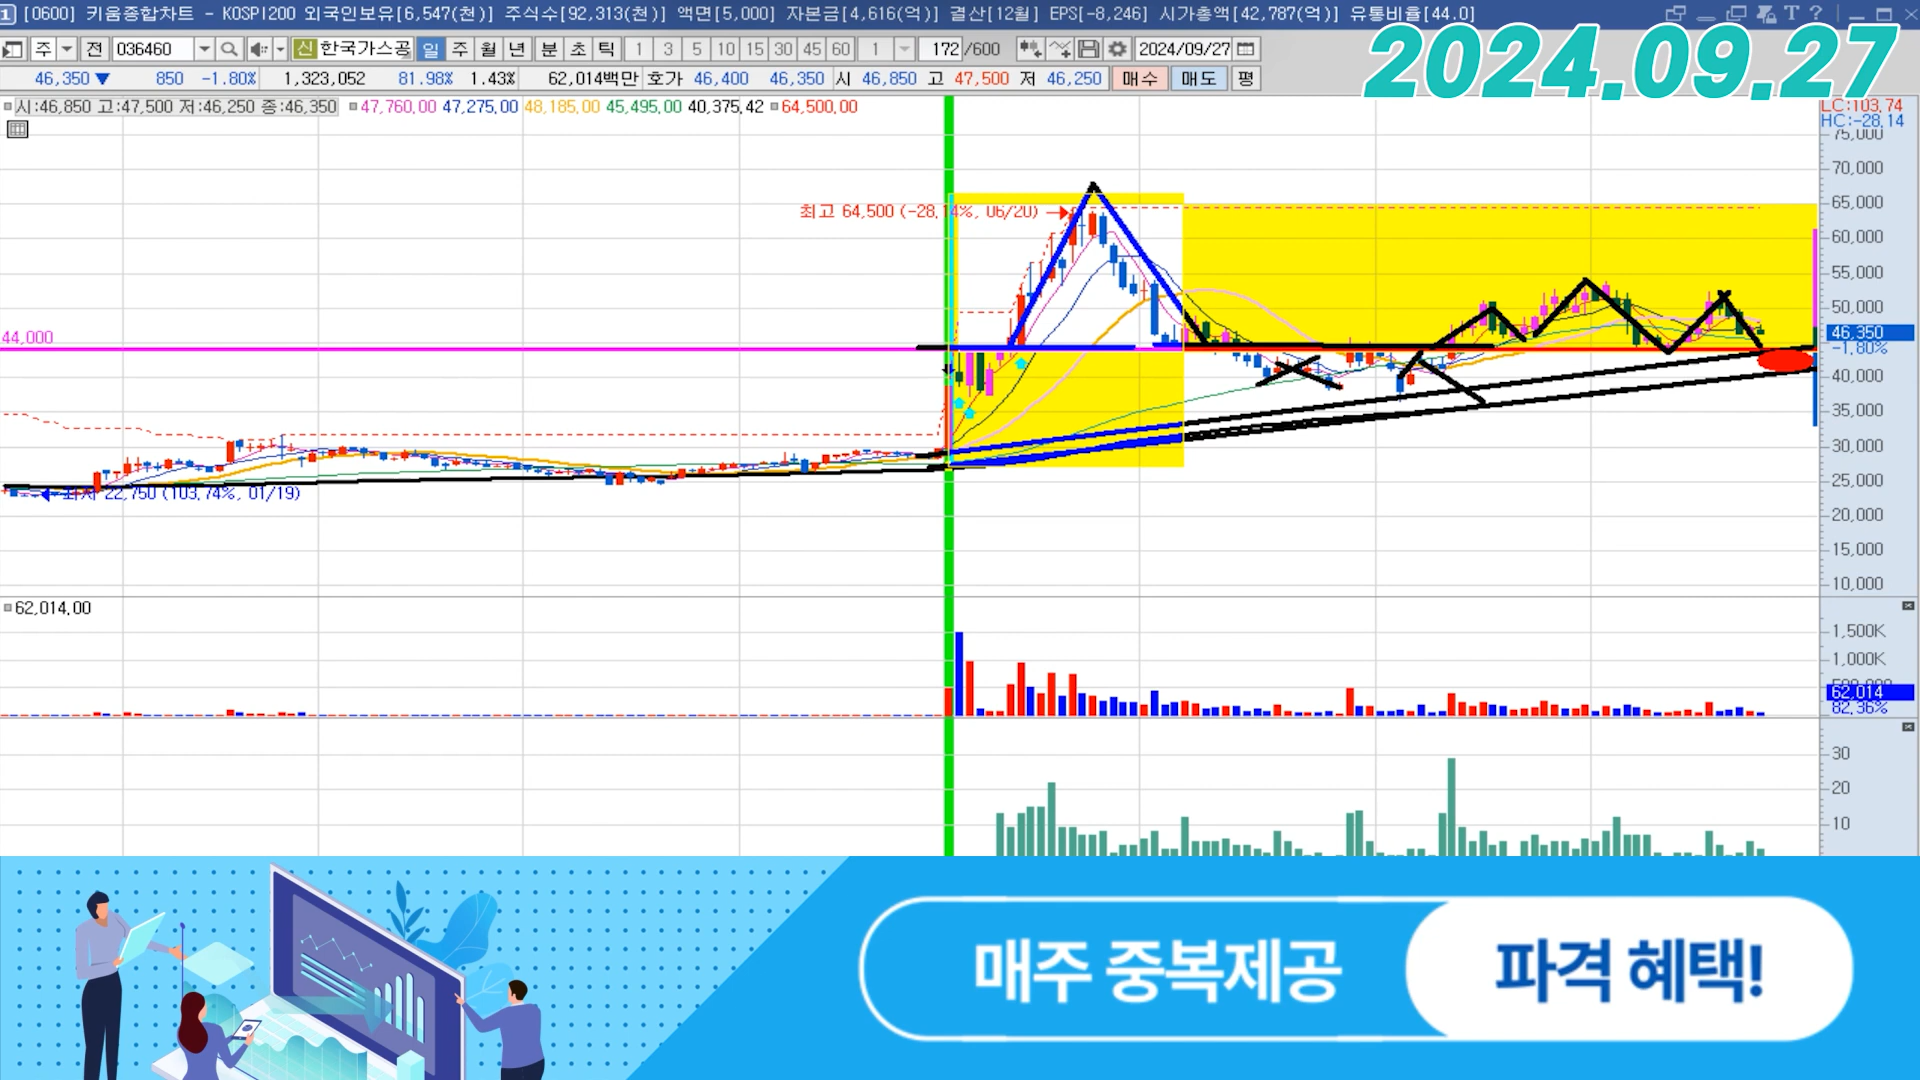 1 [0600] 키움종합차트 - KOSPI200 외국인보유[6,547(천)] 주식수[92,313(천)] 액면[5,000] 자본금[4,616(억)] 결산[12월] EPS[-8,246] 시가총액[42,787(억)] 유통비율[44.0]
2024.09.27
주 전 036460 신 한국가스공 일 주 월 년 분 초 틱 1 3 5 10 15 30 45 60 1 172 /600 2024/09/27
46,350 ▼ 850 -1.80% 1,323,052 81.98% 1.43% 62,014백만 호가 46,400 46,350 시 46,850 고 47,500 저 46,250 매수 매도 평
시:46,850 고:47,500 저:46,250 종:46,350 47,760.00 47,275.00 48,185.00 45,495.00 40,375.42 64,500.00
LC:103.74
HC:-28.14
75,000
70,000
최고 64,500 (-28.14%, 06/20)
65,000
60,000
55,000
50,000
44,000
46,350
-1.80%
40,000
35,000
30,000
25,000
22,750 (103.74%, 01/19)
20,000
15,000
10,000
62,014.00
1,500K
1,000K
62,014
82.36%
30
20
10
매주 중복제공
파격 혜택!